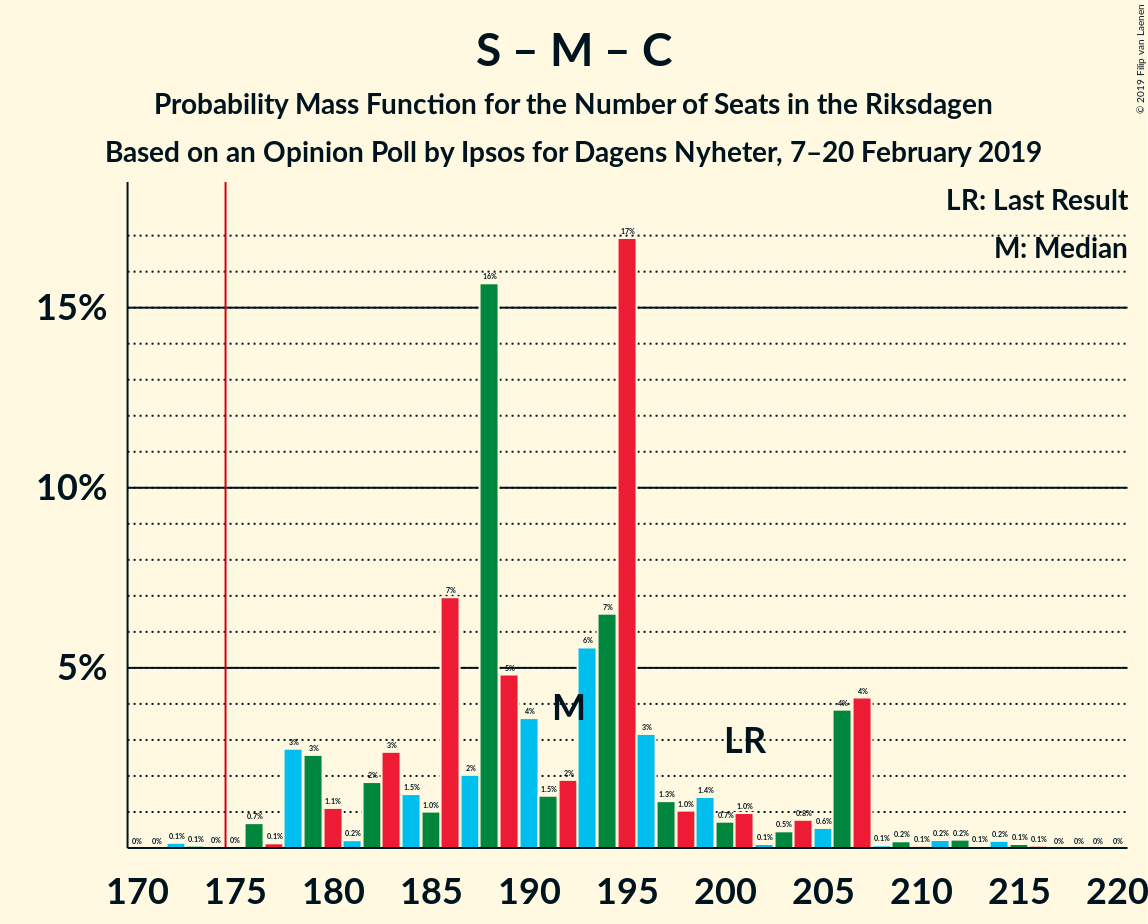 S – M – C
Probability Mass Function for the Number of Seats in the Riksdagen
Based on an Opinion Poll by Ipsos for Dagens Nyheter, 7–20 February 2019
© 2019 Filip van Laenen
LR: Last Result
M: Median
15%
10%
5%
0% 0% 0.1% 0.1% 0% 0% 0.7% 0.1% 3% 3% 1.1% 0.2% 2% 3% 1.5% 1.0% 7% 2% 16% 5% 4% 1.5% 2% 6% 7% 17% 3% 1.3% 1.0% 1.4% 0.7% 1.0% 0.1% 0.5% 0.8% 0.6% 4% 4% 0.1% 0.2% 0.1% 0.2% 0.2% 0.1% 0.2% 0.1% 0.1% 0% 0% 0% 0%
M
LR
170 175 180 185 190 195 200 205 210 215 220